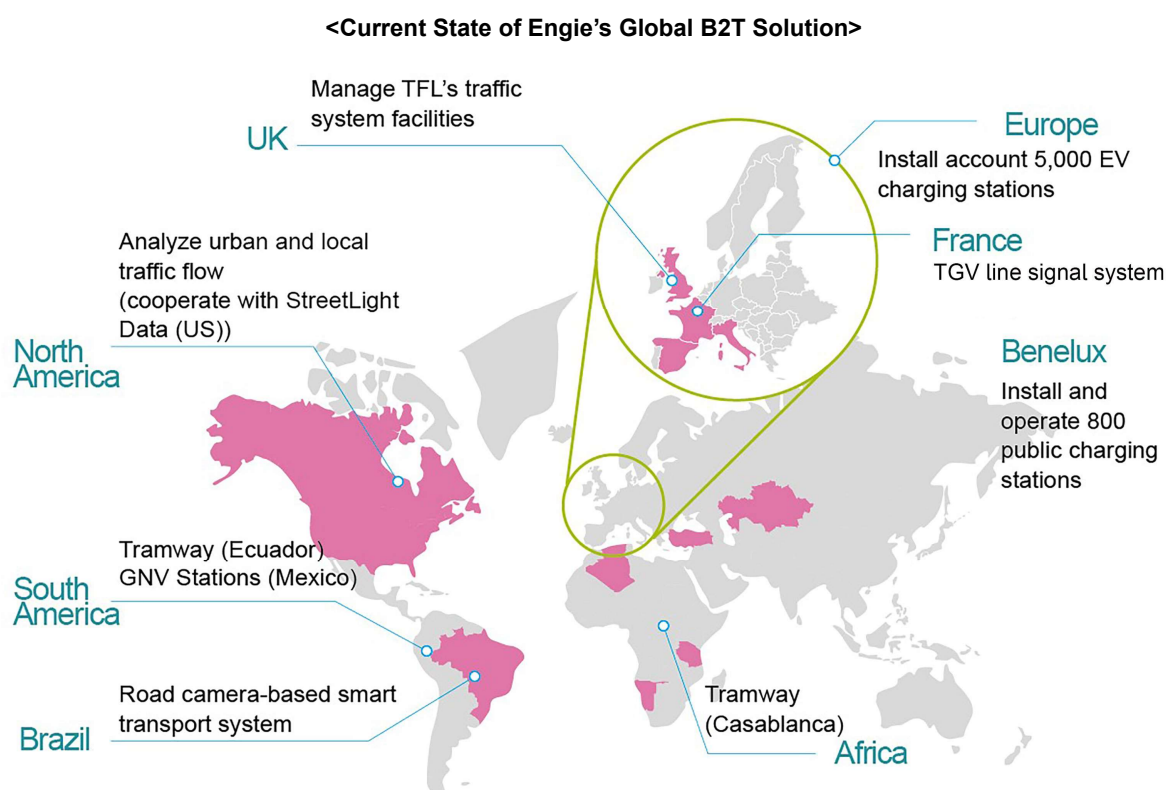 <Current State of Engie's Global B2T Solution>
Manage TFL's traffic
system facilities
UK
Europe
Install account 5,000 EV
charging stations
France
TGV line signal system
Analyze urban and local
traffic flow
(cooperate with StreetLight
Data (US))
North
America
Benelux
Install and
operate 800
public charging
stations
Tramway (Ecuador)
GNV Stations (Mexico)
South
America
Road camera-based smart
transport system
Brazil
Tramway
(Casablanca)
Africa